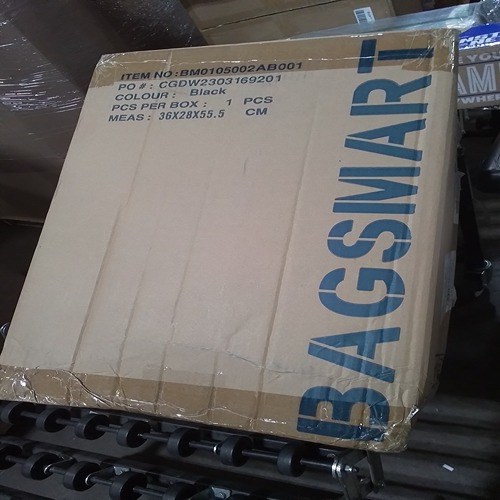 ITEM NO:BM0105002AB001
PO # : CGDW2303169201
COLOUR : Black
PCS PER BOX : 1 PCS
MEAS : 36X28X55.5 CM
BAGSMART